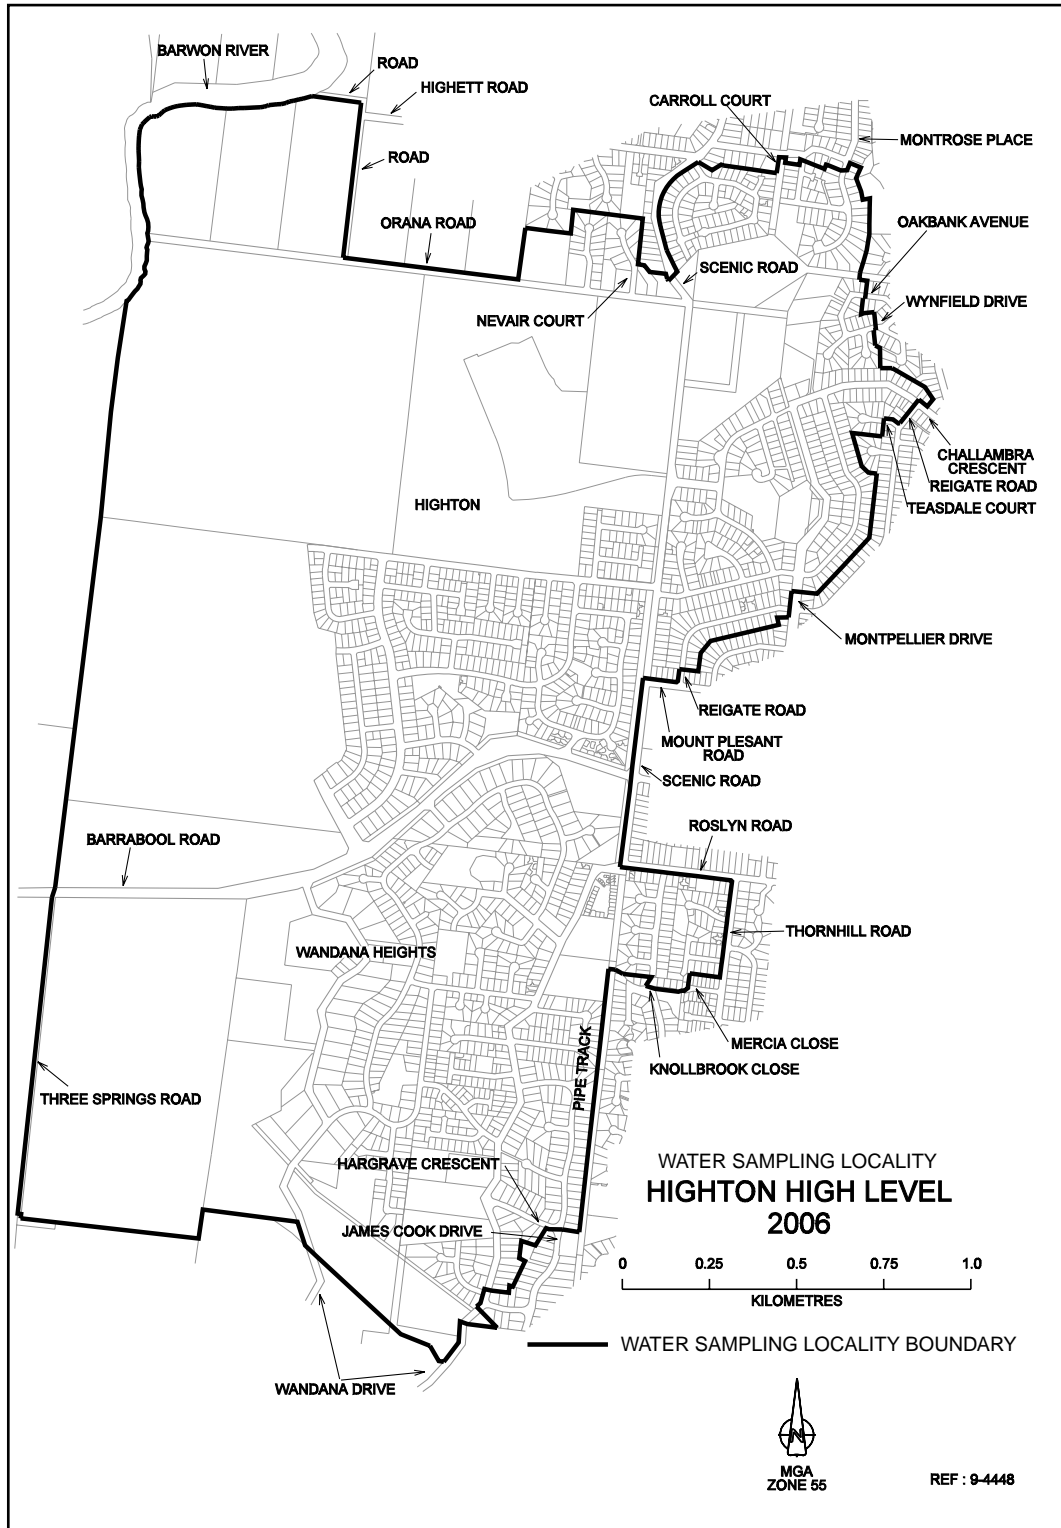 BARWON RIVER
ROAD
HIGHETT ROAD
CARROLL COURT
MONTROSE PLACE
ROAD
ORANA ROAD
OAKBANK AVENUE
SCENIC ROAD
WYNFIELD DRIVE
NEVAIR COURT
CHALLAMBRA
CRESCENT
REIGATE ROAD
HIGHTON
TEASDALE COURT
MONTPELLIER DRIVE
REIGATE ROAD
MOUNT PLESANT
ROAD
SCENIC ROAD
ROSLYN ROAD
BARRABOOL ROAD
THORNHILL ROAD
WANDANA HEIGHTS
MERCIA CLOSE
PIPE TRACK
KNOLLBROOK CLOSE
THREE SPRINGS ROAD
HARGRAVE CRESCENT
WATER SAMPLING LOCALITY
HIGHTON HIGH LEVEL
2006
JAMES COOK DRIVE
0 0.25 0.5 0.75 1.0
KILOMETRES
WATER SAMPLING LOCALITY BOUNDARY
WANDANA DRIVE
N
MGA
ZONE 55
REF : 9-4448